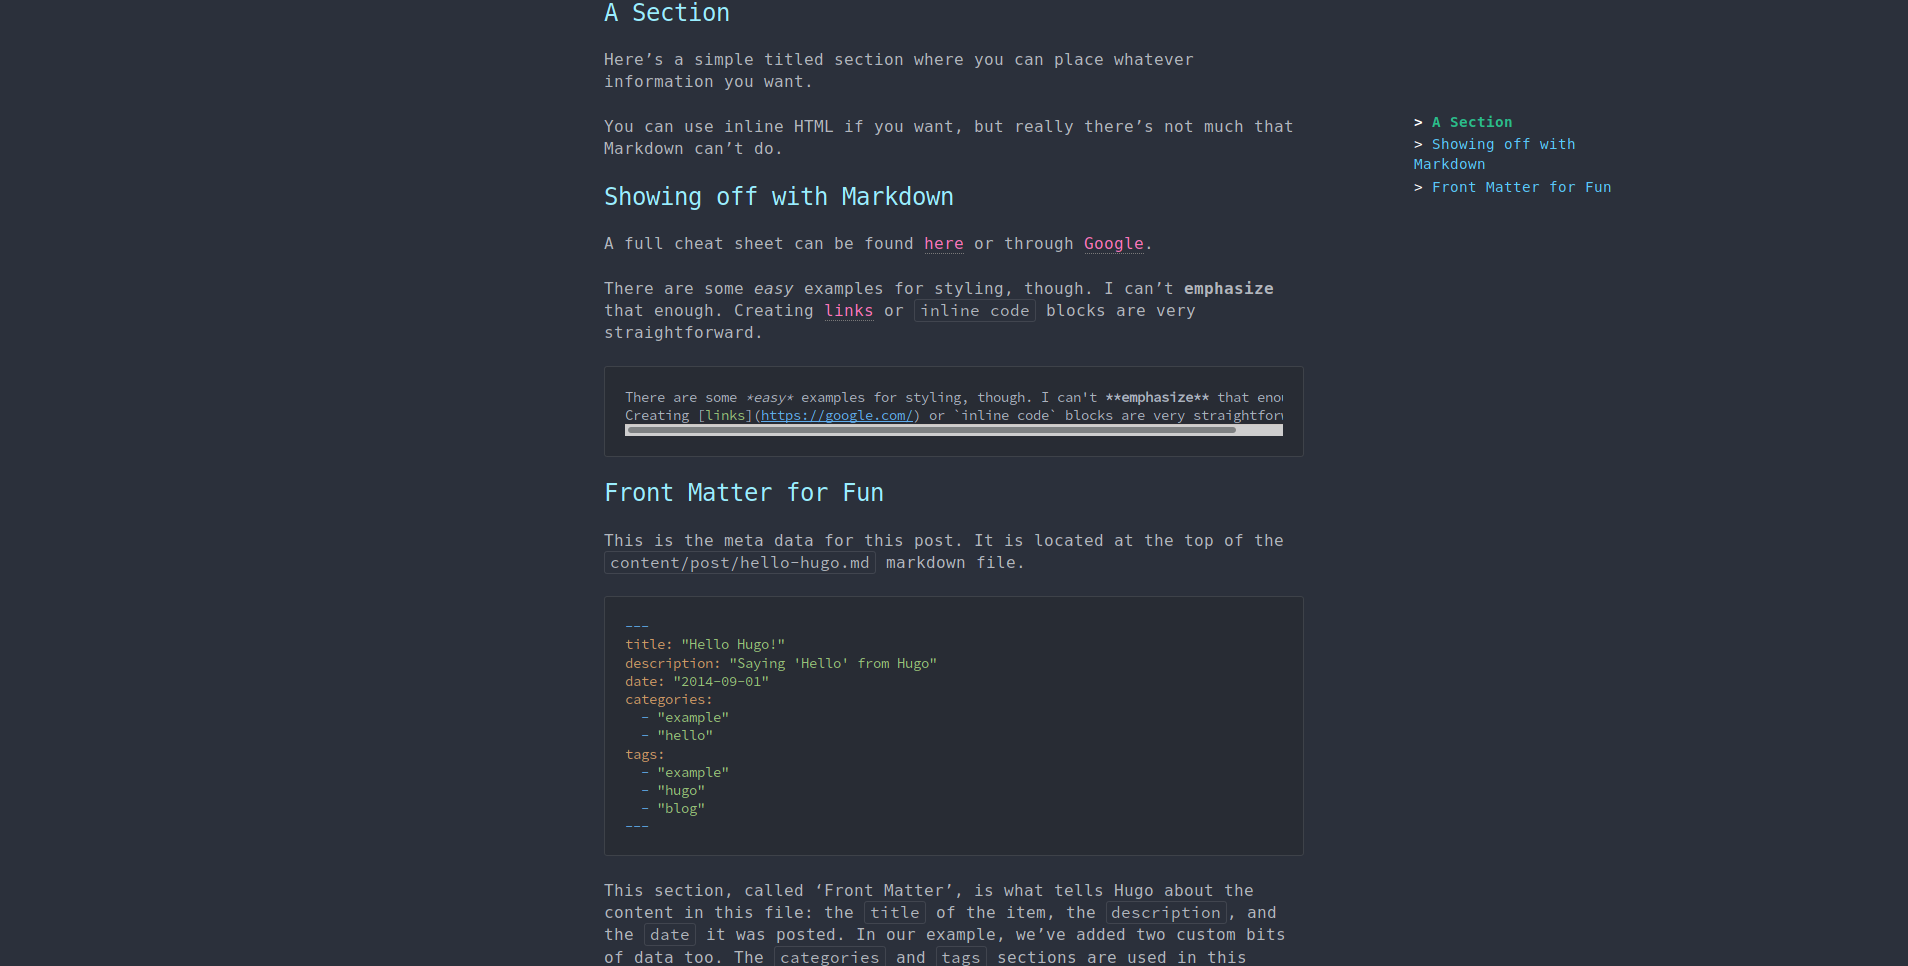 A Section
Here’s a simple titled section where you can place whatever
information you want.
You can use inline HTML if you want, but really there’s not much that
Markdown can’t do.
Showing off with Markdown
A full cheat sheet can be found here or through Google.
There are some easy examples for styling, though. I can’t emphasize
that enough. Creating links or inline code blocks are very
straightforward.
There are some *easy* examples for styling, though. I can't **emphasize** that
Creating [links](https://google.com/) or `inline code` blocks are very
Front Matter for Fun
This is the meta data for this post. It is located at the top of the
content/post/hello-hugo.md markdown file.
---
title: "Hello Hugo!"
description: "Saying 'Hello' from Hugo"
date: "2014-09-01"
categories:
  - "example"
  - "hello"
tags:
  - "example"
  - "hugo"
  - "blog"
---
This section, called ‘Front Matter’, is what tells Hugo about the
content in this file: the title of the item, the description, and
the date it was posted. In our example, we’ve added two custom bits
of data too. The categories and tags sections are used in this
> A Section
> Showing off with
Markdown
> Front Matter for Fun